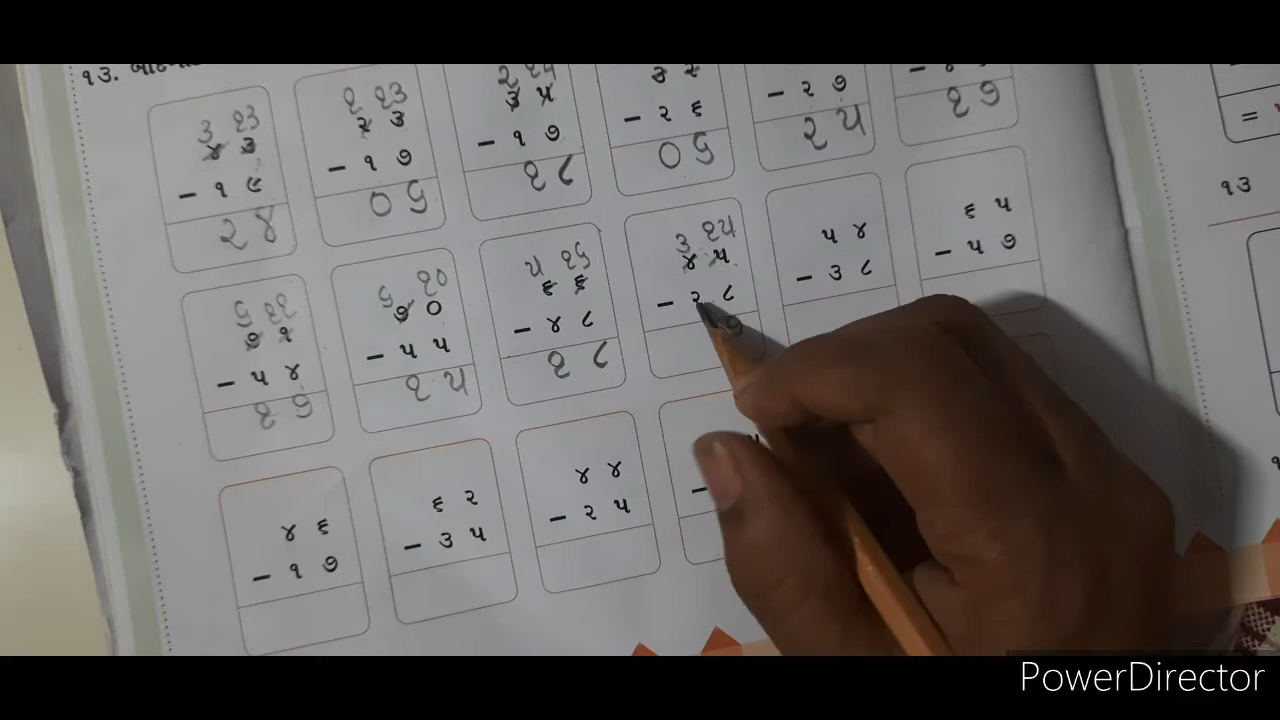 ૧૩.
૩ ૧૩
૪ ૩
- ૧ ૯
૨ ૪
૧ ૧૩
૨ ૩
- ૧ ૭
૦ ૬
૨ ૧૫
૩ ૫
- ૧ ૭
૧ ૮
૩ ૨
- ૨ ૬
૦ ૬
- ૨ ૭
૨ ૫
૧ ૭
૬ ૧૧
૭ ૧
- ૫ ૪
૧ ૭
૬ ૧૦
૭ ૦
- ૪ ૫
૨ ૫
૫ ૧૬
૬ ૬
- ૪ ૮
૧ ૮
૩ ૧૫
૪ ૫
- ૨ ૮
૭
૫ ૪
- ૩ ૮
૬ ૫
- ૫ ૭
૪ ૬
- ૧ ૭
૬ ૨
- ૩ ૫
૪ ૪
- ૨ ૫
-
=
૧૩
PowerDirector